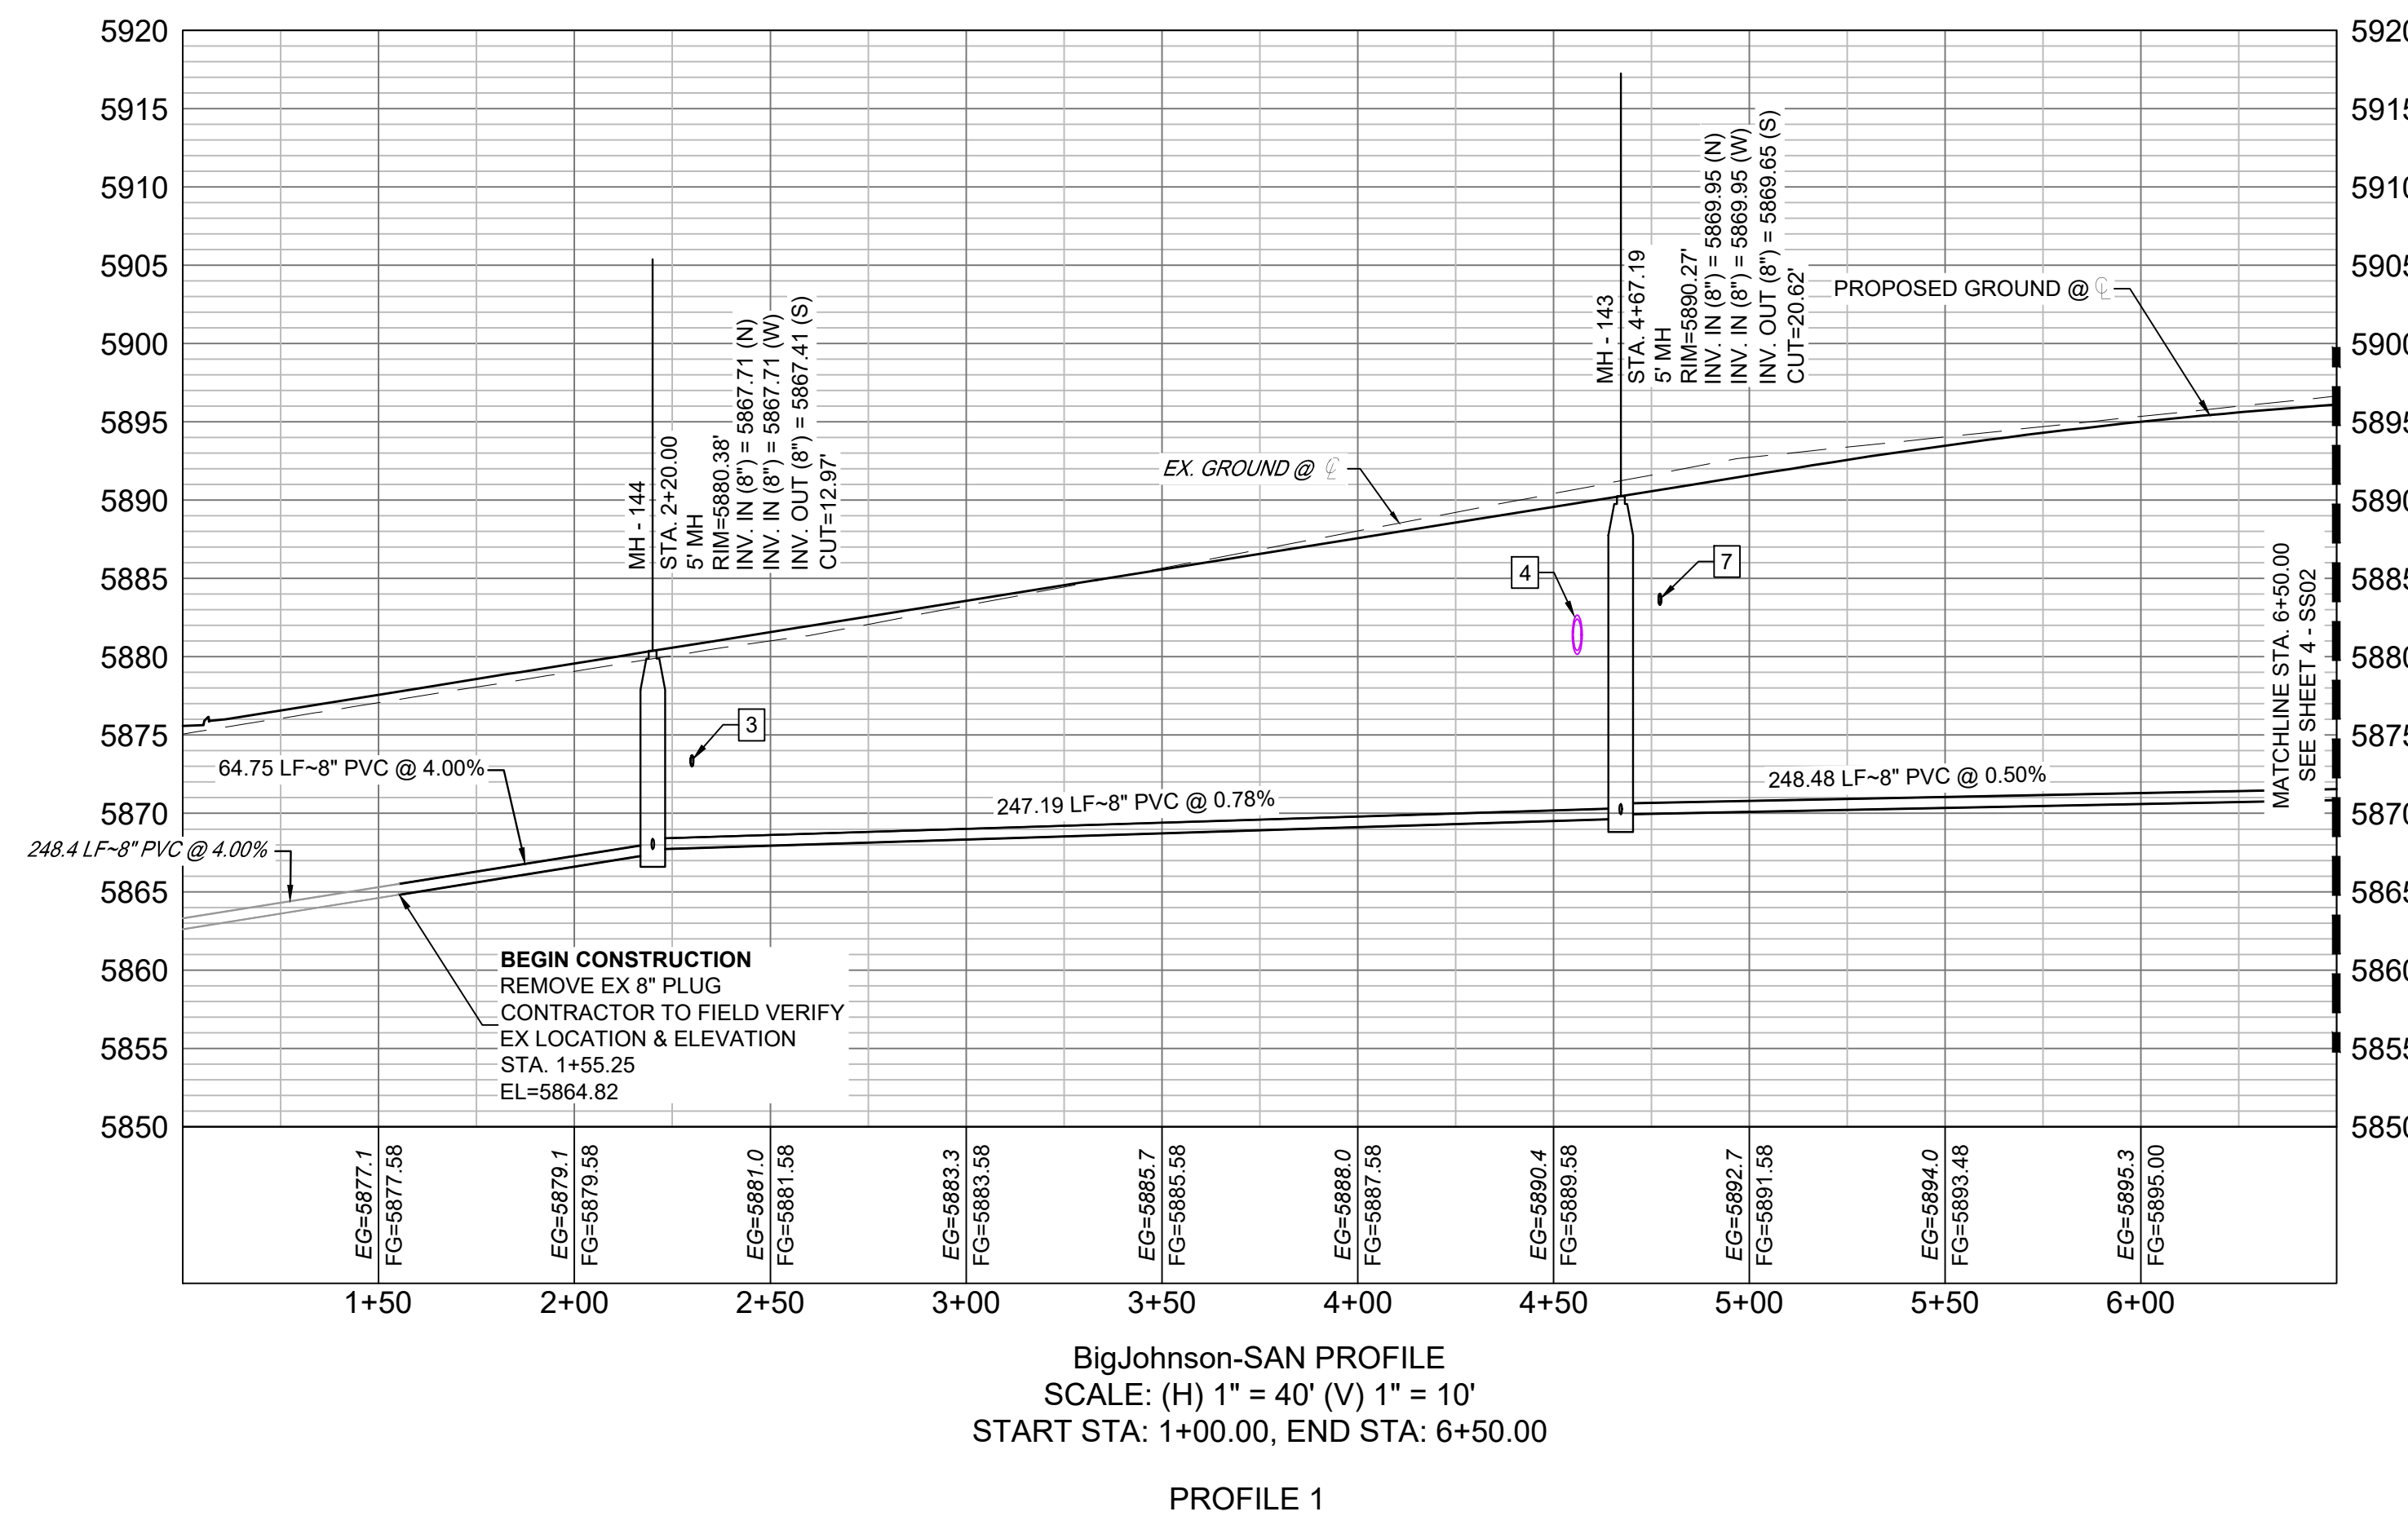 5920
5915
5910
5905
5900
5895
5890
5885
5880
5875
5870
5865
5860
5855
5850
MH - 144
STA. 2+20.00
5' MH
RIM=5880.38'
INV. IN (8") = 5867.71 (N)
INV. IN (8") = 5867.71 (W)
INV. OUT (8") = 5867.41 (S)
CUT=12.97'
MH - 143
STA. 4+67.19
5' MH
RIM=5890.27'
INV. IN (8") = 5869.95 (N)
INV. IN (8") = 5869.95 (W)
INV. OUT (8") = 5869.65 (S)
CUT=20.62'
PROPOSED GROUND @ ℄
EX. GROUND @ ℄
4
7
3
64.75 LF~8" PVC @ 4.00%
248.4 LF~8" PVC @ 4.00%
247.19 LF~8" PVC @ 0.78%
248.48 LF~8" PVC @ 0.50%
MATCHLINE STA. 6+50.00
SEE SHEET 4 - SS02
BEGIN CONSTRUCTION
REMOVE EX 8" PLUG
CONTRACTOR TO FIELD VERIFY
EX LOCATION & ELEVATION
STA. 1+55.25
EL=5864.82
5920
5915
5910
5905
5900
5895
5890
5885
5880
5875
5870
5865
5860
5855
5850
EG=5877.1
FG=5877.58
EG=5879.1
FG=5879.58
EG=5881.0
FG=5881.58
EG=5883.3
FG=5883.58
EG=5885.7
FG=5885.58
EG=5888.0
FG=5887.58
EG=5890.4
FG=5889.58
EG=5892.7
FG=5891.58
EG=5894.0
FG=5893.48
EG=5895.3
FG=5895.00
1+50
2+00
2+50
3+00
3+50
4+00
4+50
5+00
5+50
6+00
BigJohnson-SAN PROFILE
SCALE: (H) 1" = 40' (V) 1" = 10'
START STA: 1+00.00, END STA: 6+50.00
PROFILE 1